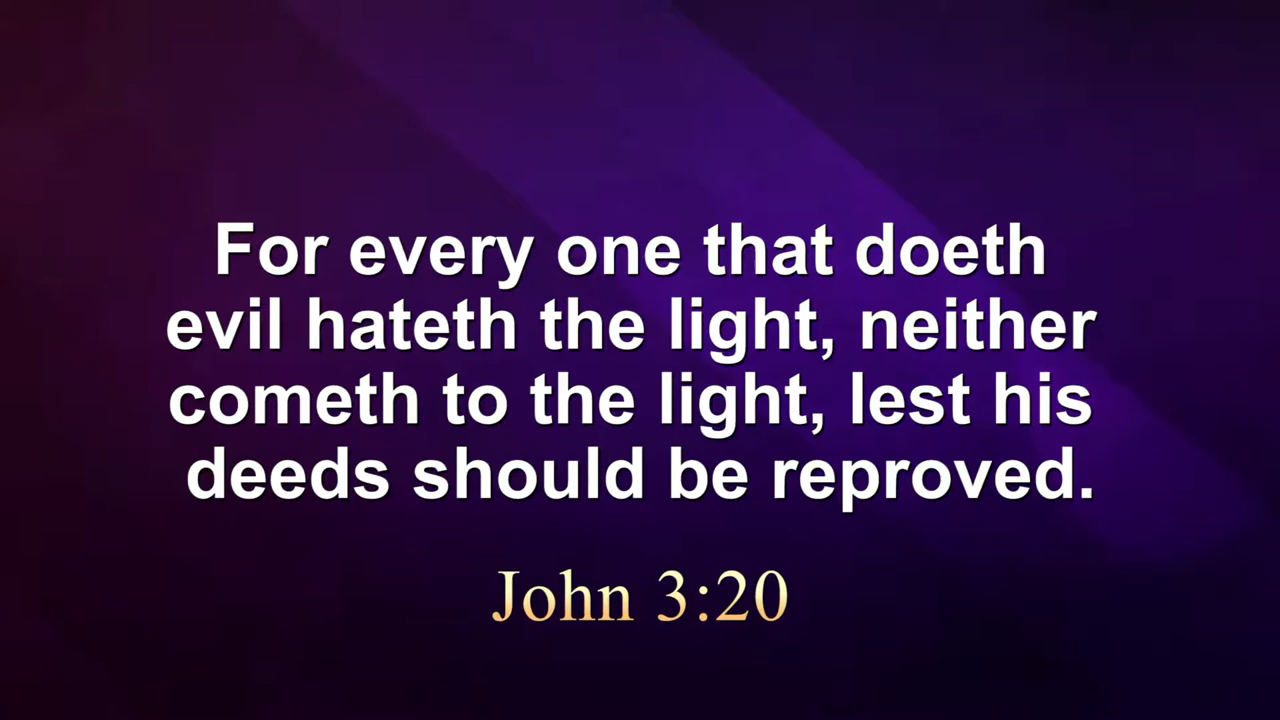 For every one that doeth
evil hateth the light, neither
cometh to the light, lest his
deeds should be reproved.
John 3:20